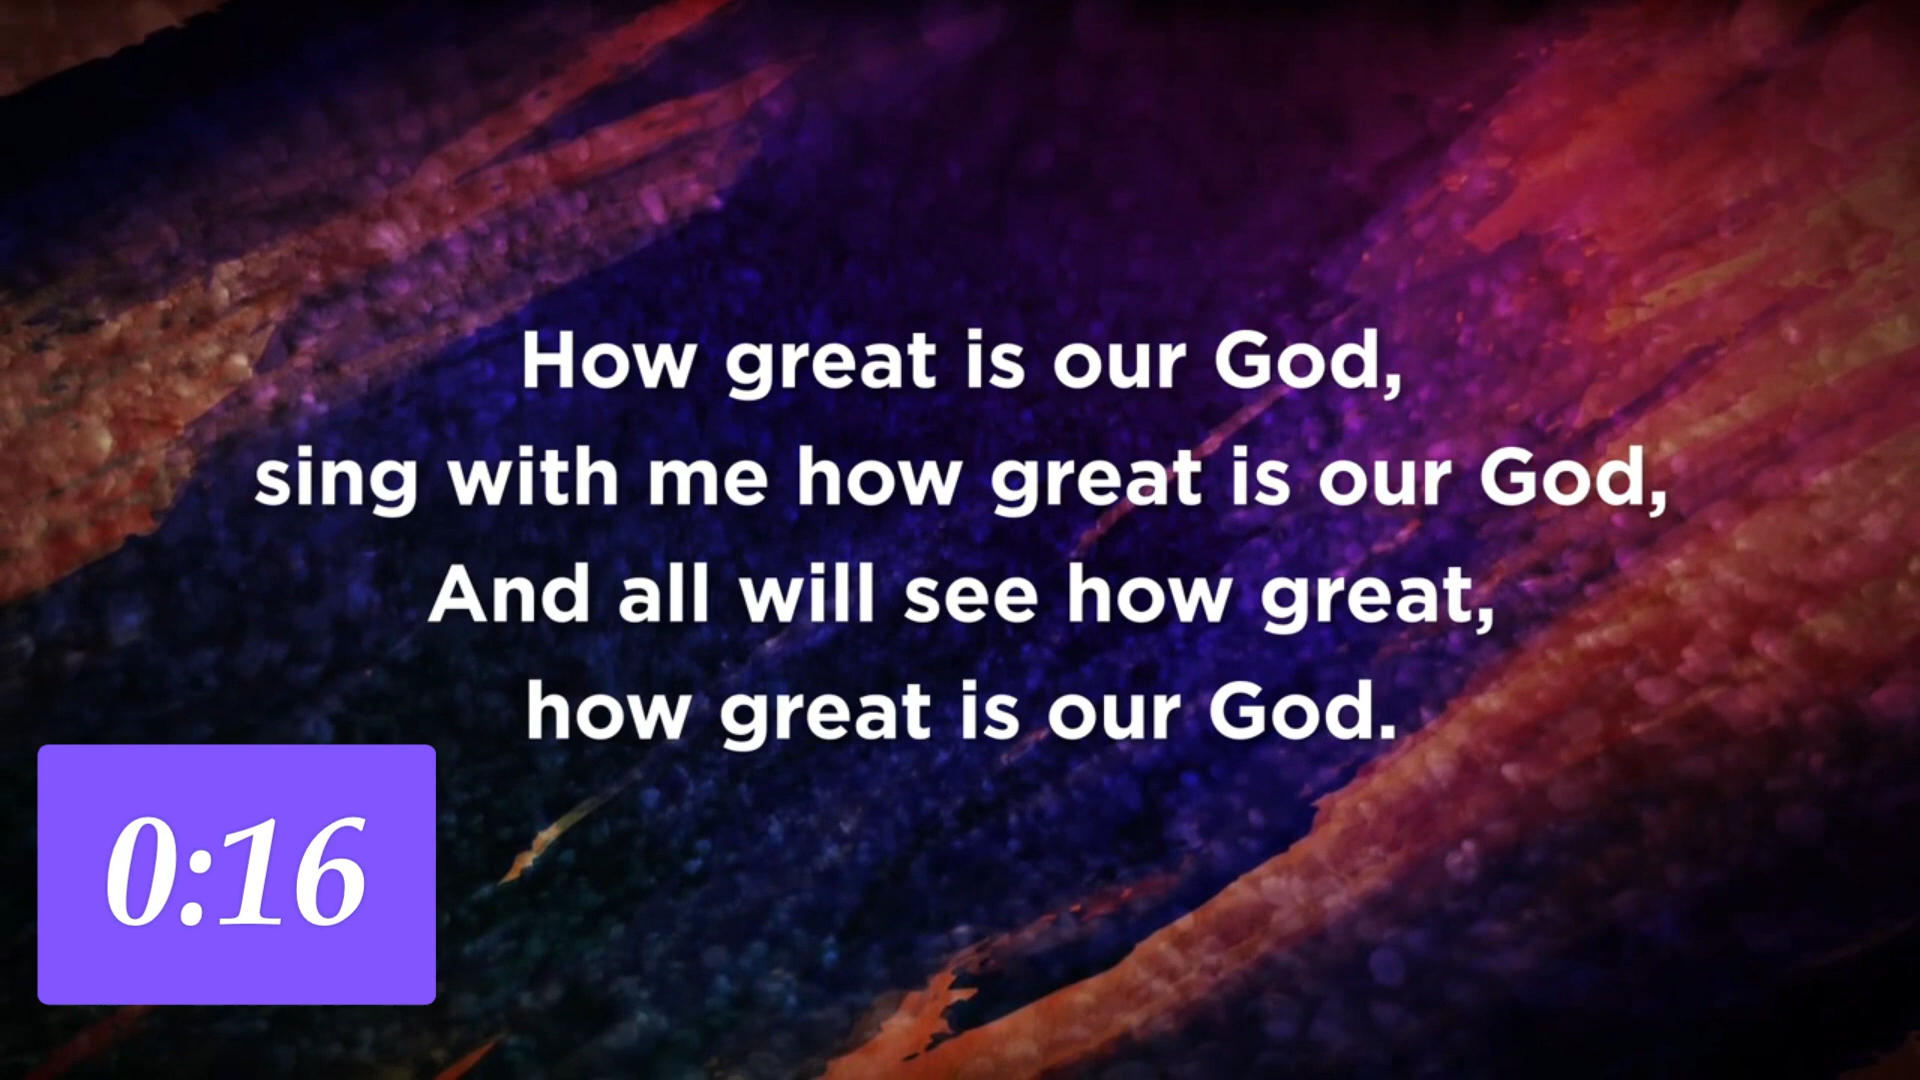 How great is our God,
sing with me how great is our God,
And all will see how great,
how great is our God.
0:16